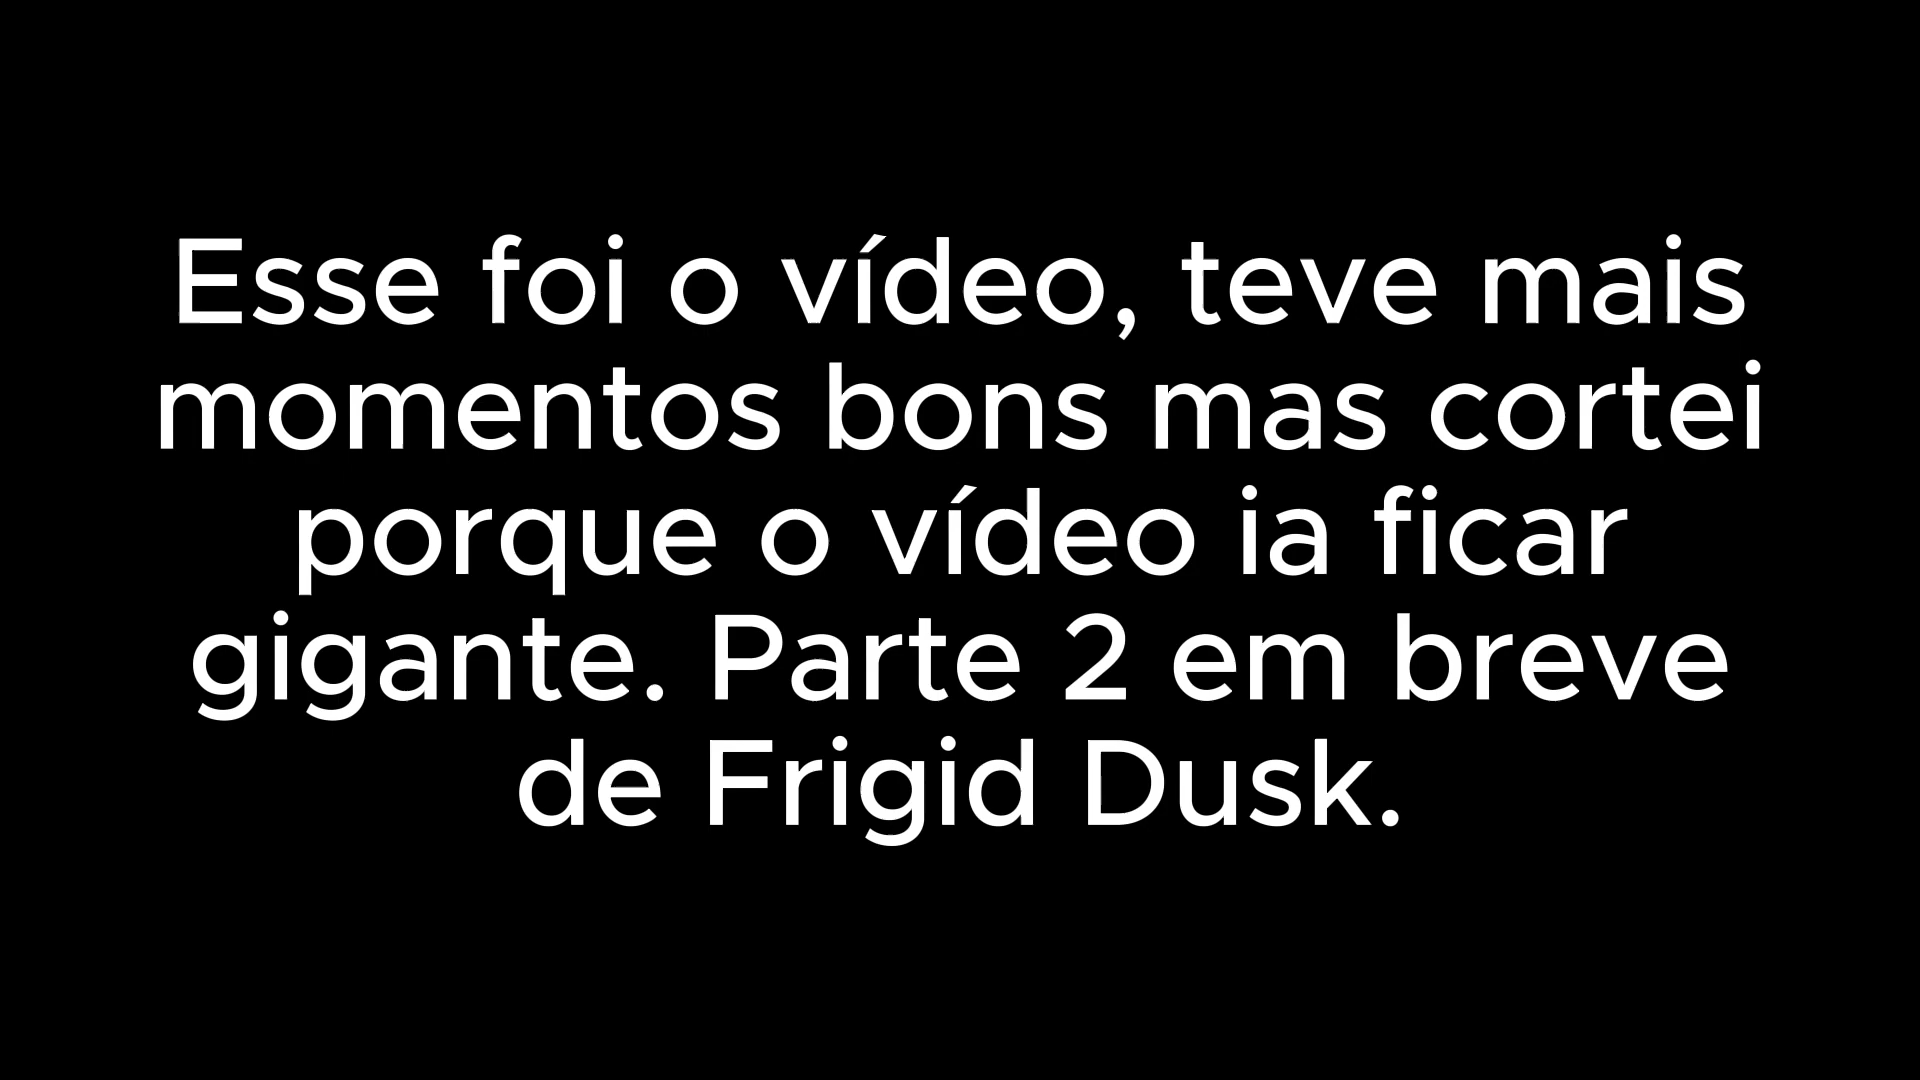 Esse foi o vídeo, teve mais
momentos bons mas cortei
porque o vídeo ia ficar
gigante. Parte 2 em breve
de Frigid Dusk.